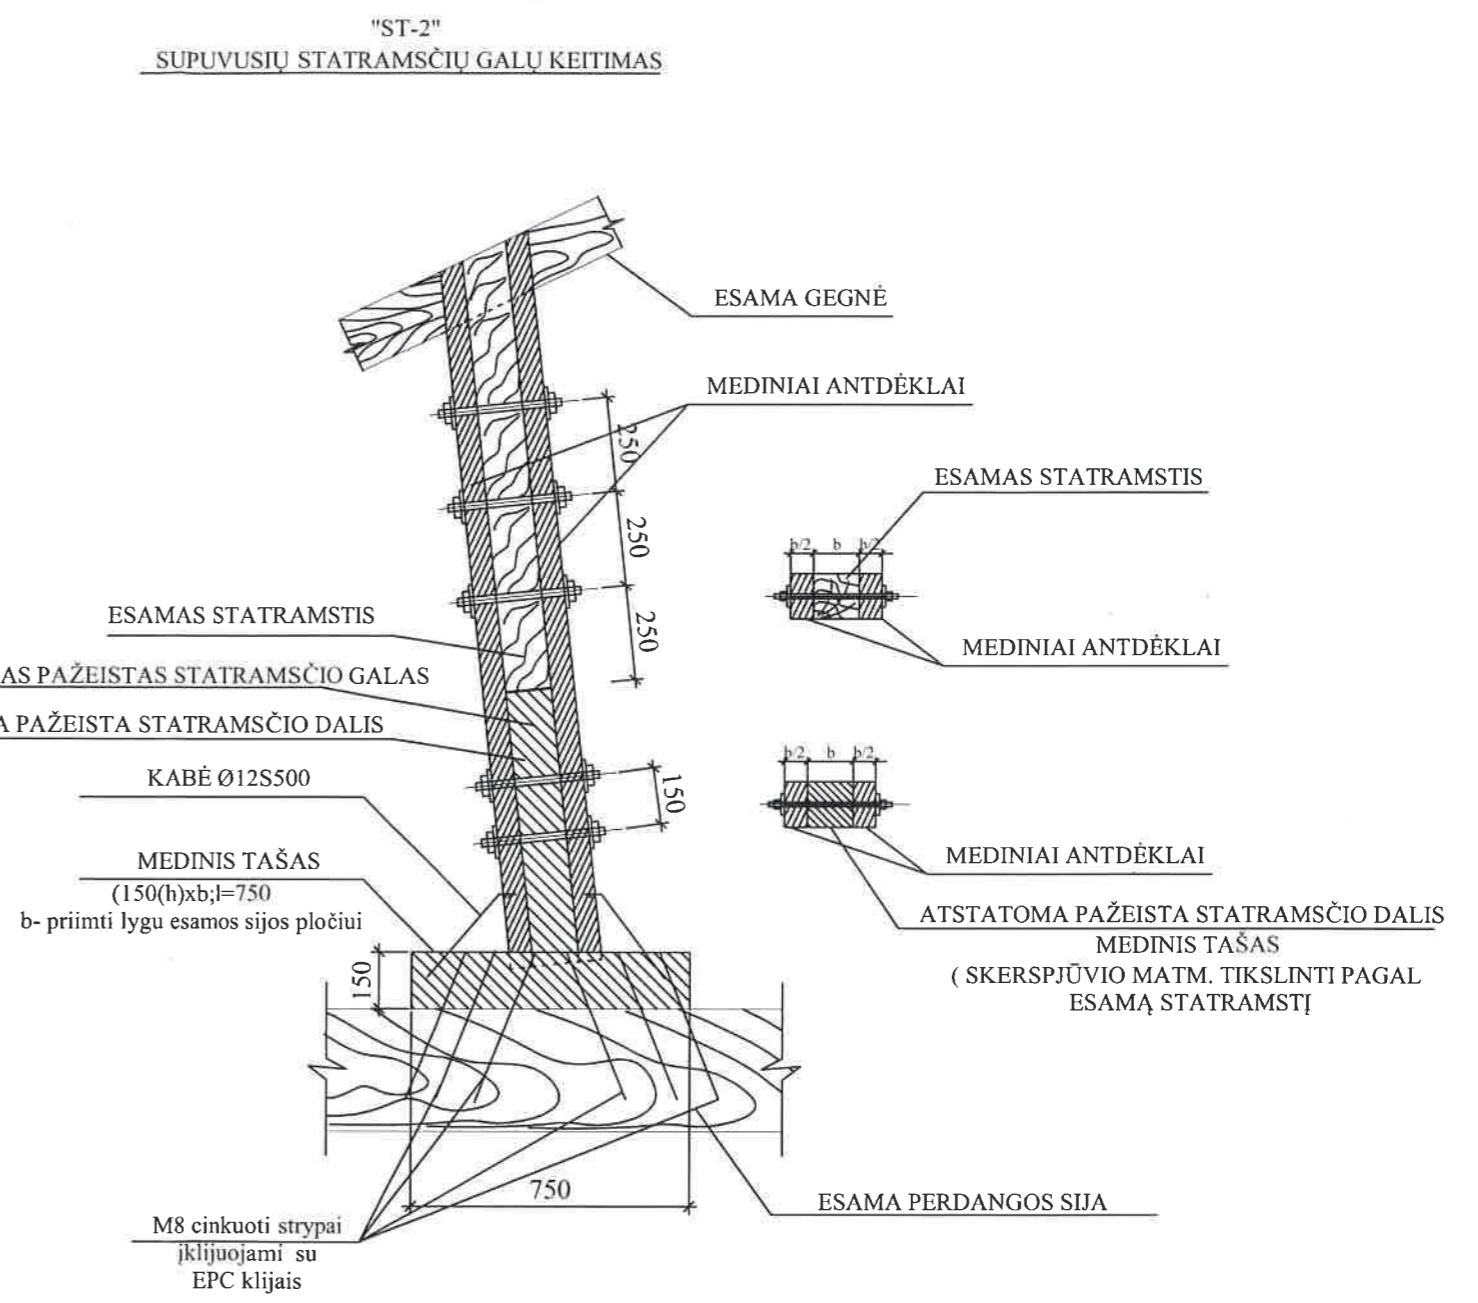 "ST-2"
SUPUVUSIŲ STATRAMSČIŲ GALŲ KEITIMAS
ESAMA GEGNĖ
MEDINIAI ANTDĖKLAI
250
250
250
ESAMAS STATRAMSTIS
b/2 b b/2
MEDINIAI ANTDĖKLAI
ESAMAS STATRAMSTIS
PAŽEISTAS STATRAMSČIO GALAS
PAŽEISTA STATRAMSČIO DALIS
KABĖ Ø12S500
150
b/2 b b/2
MEDINIAI ANTDĖKLAI
ATSTATOMA PAŽEISTA STATRAMSČIO DALIS
MEDINIS TAŠAS
( SKERSPJŪVIO MATM. TIKSLINTI PAGAL
ESAMĄ STATRAMSTĮ
MEDINIS TAŠAS
(150(h)xb;l=750
b- priimti lygu esamos sijos pločiui
150
750
ESAMA PERDANGOS SIJA
M8 cinkuoti strypai
įklijuojami su
EPC klijais